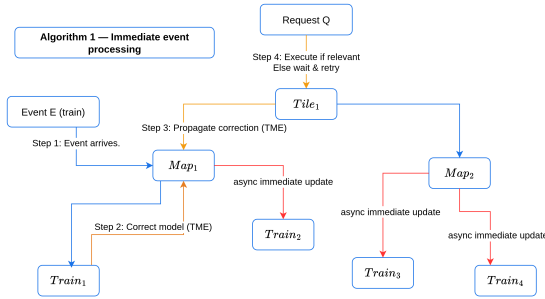 Algorithm 1 — Immediate event
processing
Request Q
Step 4: Execute if relevant
Else wait & retry
Tile₁
Event E (train)
Step 1: Event arrives.
Step 3: Propagate correction (TME)
Map₁
Map₂
async immediate update
async immediate update
Step 2: Correct model (TME)
Train₂
async immediate update
Train₁
Train₃
Train₄